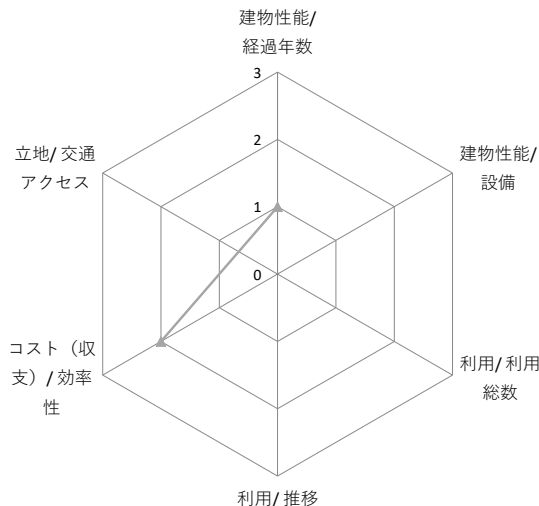 建物性能/
経過年数
3
2
1
0
建物性能/
設備
利用/ 利用
総数
利用/ 推移
コスト（収
支）/ 効率
性
立地/ 交通
アクセス